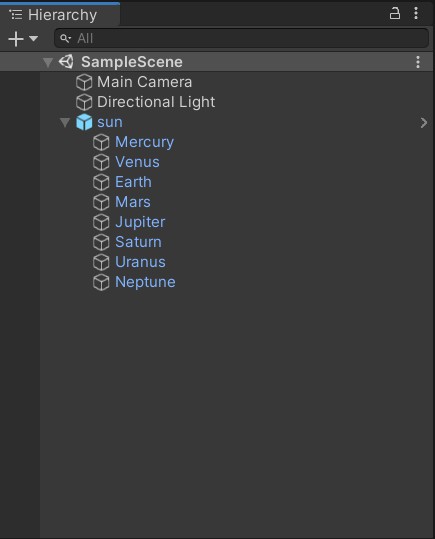 Hierarchy
All
SampleScene
Main Camera
Directional Light
sun
Mercury
Venus
Earth
Mars
Jupiter
Saturn
Uranus
Neptune